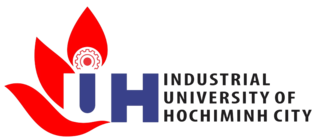 IUH
INDUSTRIAL
UNIVERSITY OF
HOCHIMINH CITY